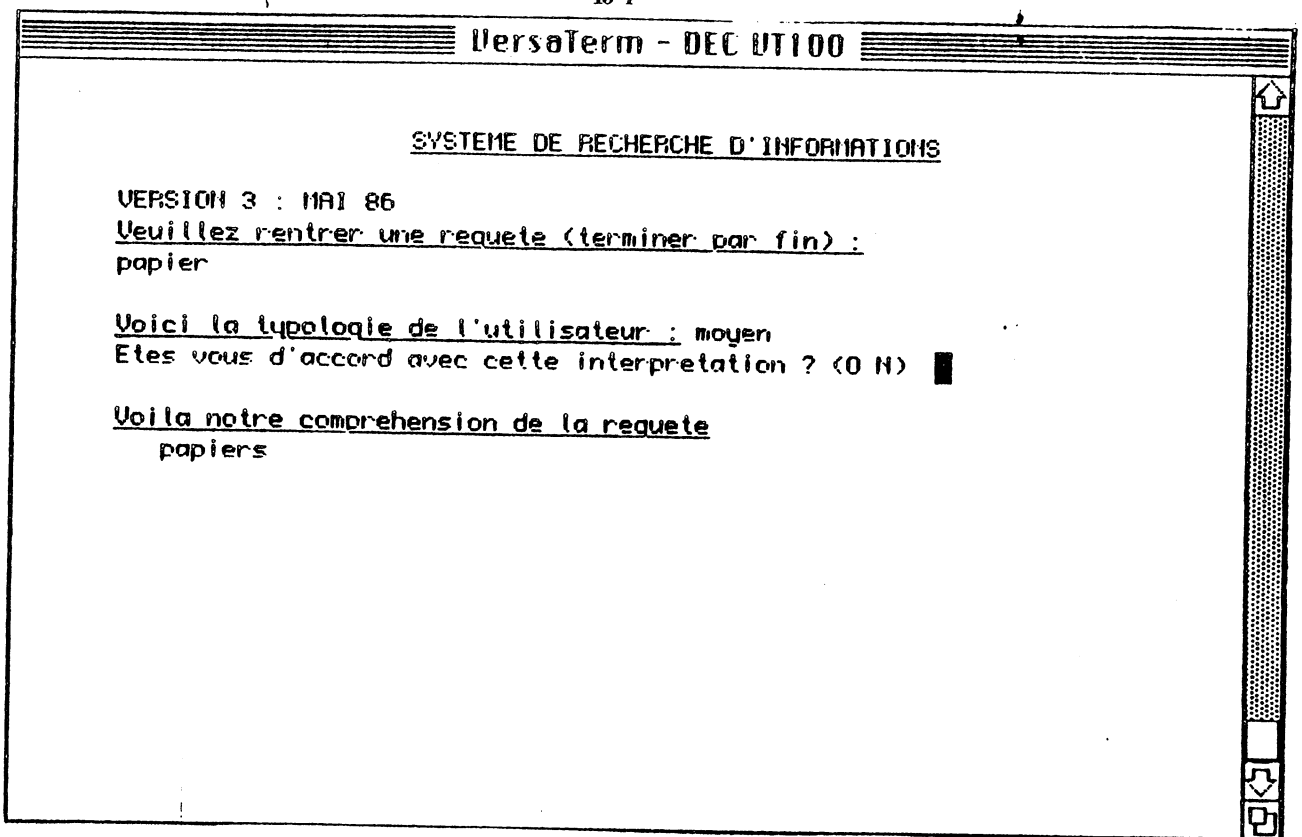 VersaTerm - DEC VT100
SYSTEME DE RECHERCHE D'INFORMATIONS
VERSION 3 : MAI 86
Veuillez rentrer une requete (terminer par fin) :
papier
Voici la typologie de l'utilisateur : moyen
Etes vous d'accord avec cette interpretation ? (O N)
Voila notre comprehension de la requete
papiers